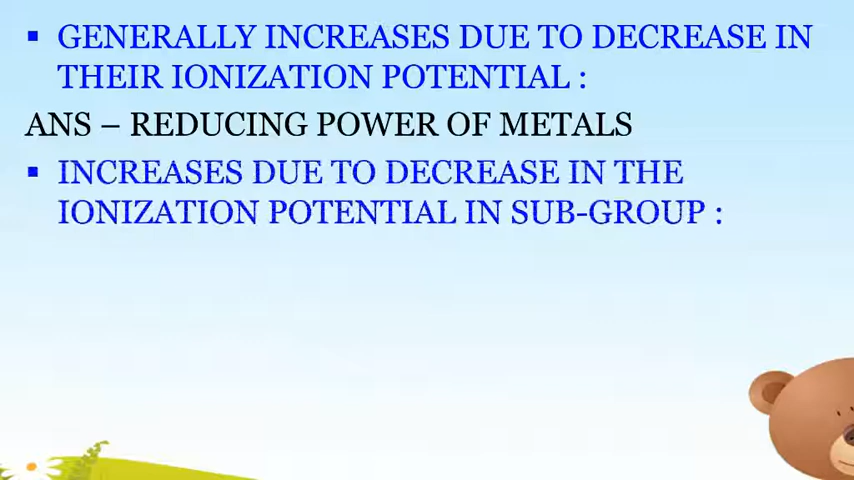 ▪ GENERALLY INCREASES DUE TO DECREASE IN
THEIR IONIZATION POTENTIAL :
ANS – REDUCING POWER OF METALS
▪ INCREASES DUE TO DECREASE IN THE
IONIZATION POTENTIAL IN SUB-GROUP :